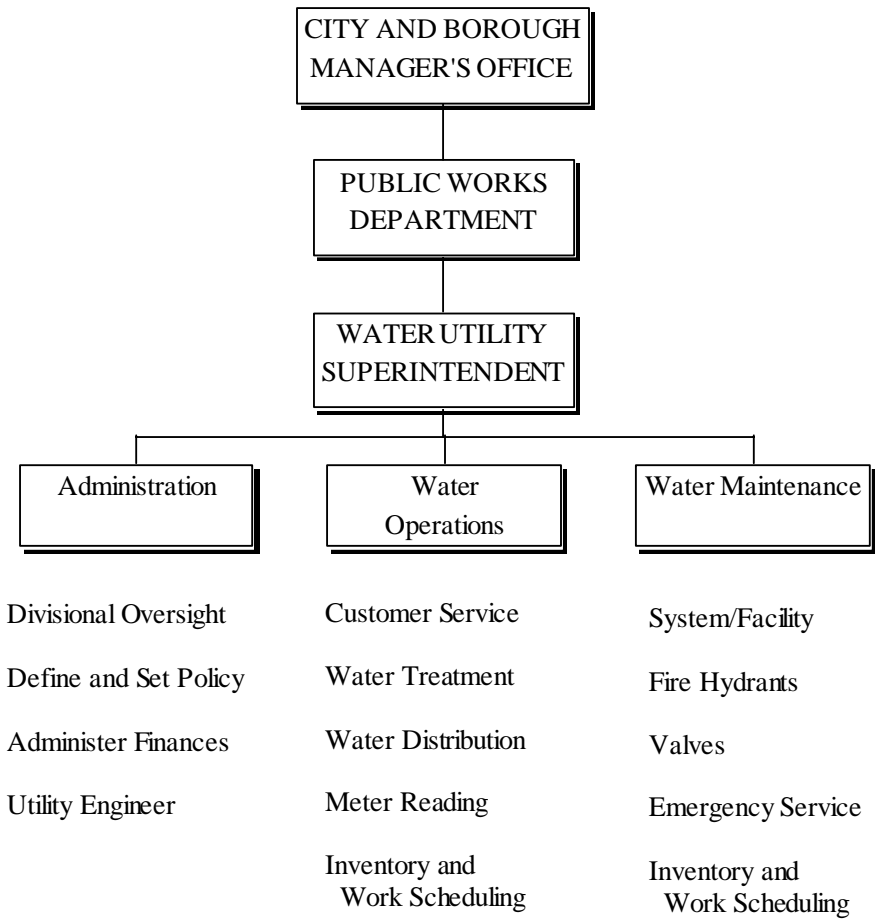 CITY AND BOROUGH
MANAGER'S OFFICE
PUBLIC WORKS
DEPARTMENT
WATER UTILITY
SUPERINTENDENT
Administration
Water
Operations
Water Maintenance
Divisional Oversight
Define and Set Policy
Administer Finances
Utility Engineer
Customer Service
Water Treatment
Water Distribution
Meter Reading
Inventory and
Work Scheduling
System/Facility
Fire Hydrants
Valves
Emergency Service
Inventory and
Work Scheduling